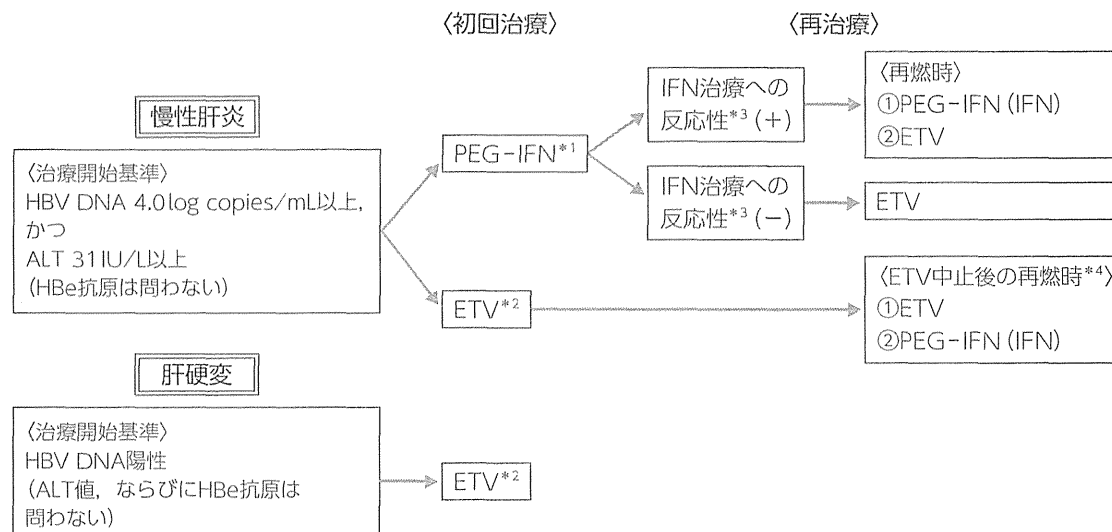 〈初回治療〉
〈再治療〉
慢性肝炎
〈治療開始基準〉
HBV DNA 4.0 log copies/mL以上,
かつ
ALT 31IU/L以上
(HBe抗原は問わない)
PEG-IFN*1
ETV*2
IFN治療への
反応性*3 (+)
IFN治療への
反応性*3 (-)
〈再燃時〉
①PEG-IFN (IFN)
②ETV
ETV
〈ETV中止後の再燃時*4〉
①ETV
②PEG-IFN (IFN)
肝硬変
〈治療開始基準〉
HBV DNA陽性
(ALT値, ならびにHBe抗原は
問わない)
ETV*2